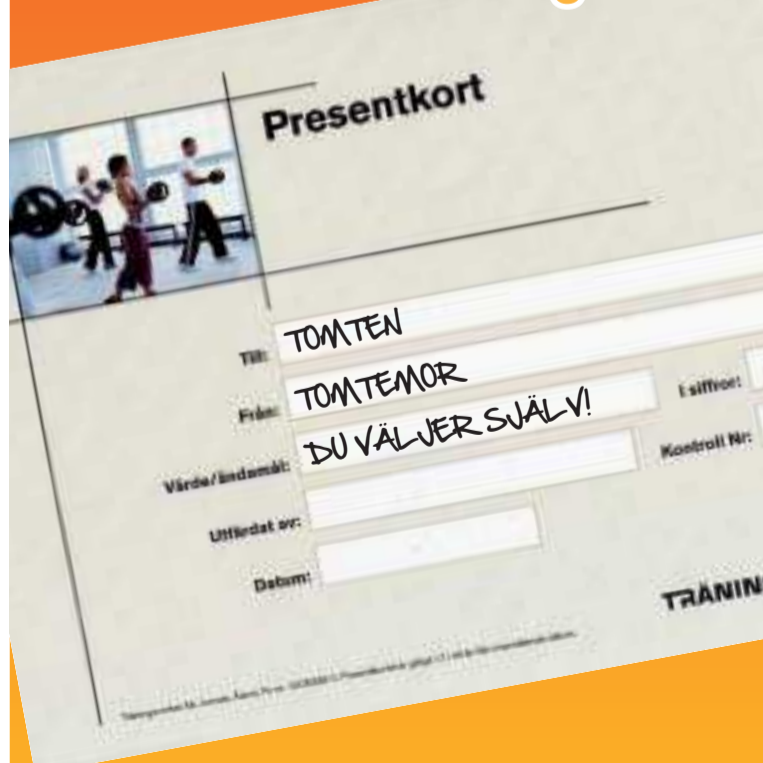 Presentkort
Till: TOMTEN
Från: TOMTEMOR
Värde/ändamål: DU VÄLJER SJÄLV! I siffror:
Utfärdat av: Kontroll Nr:
Datum:
TRÄNIN